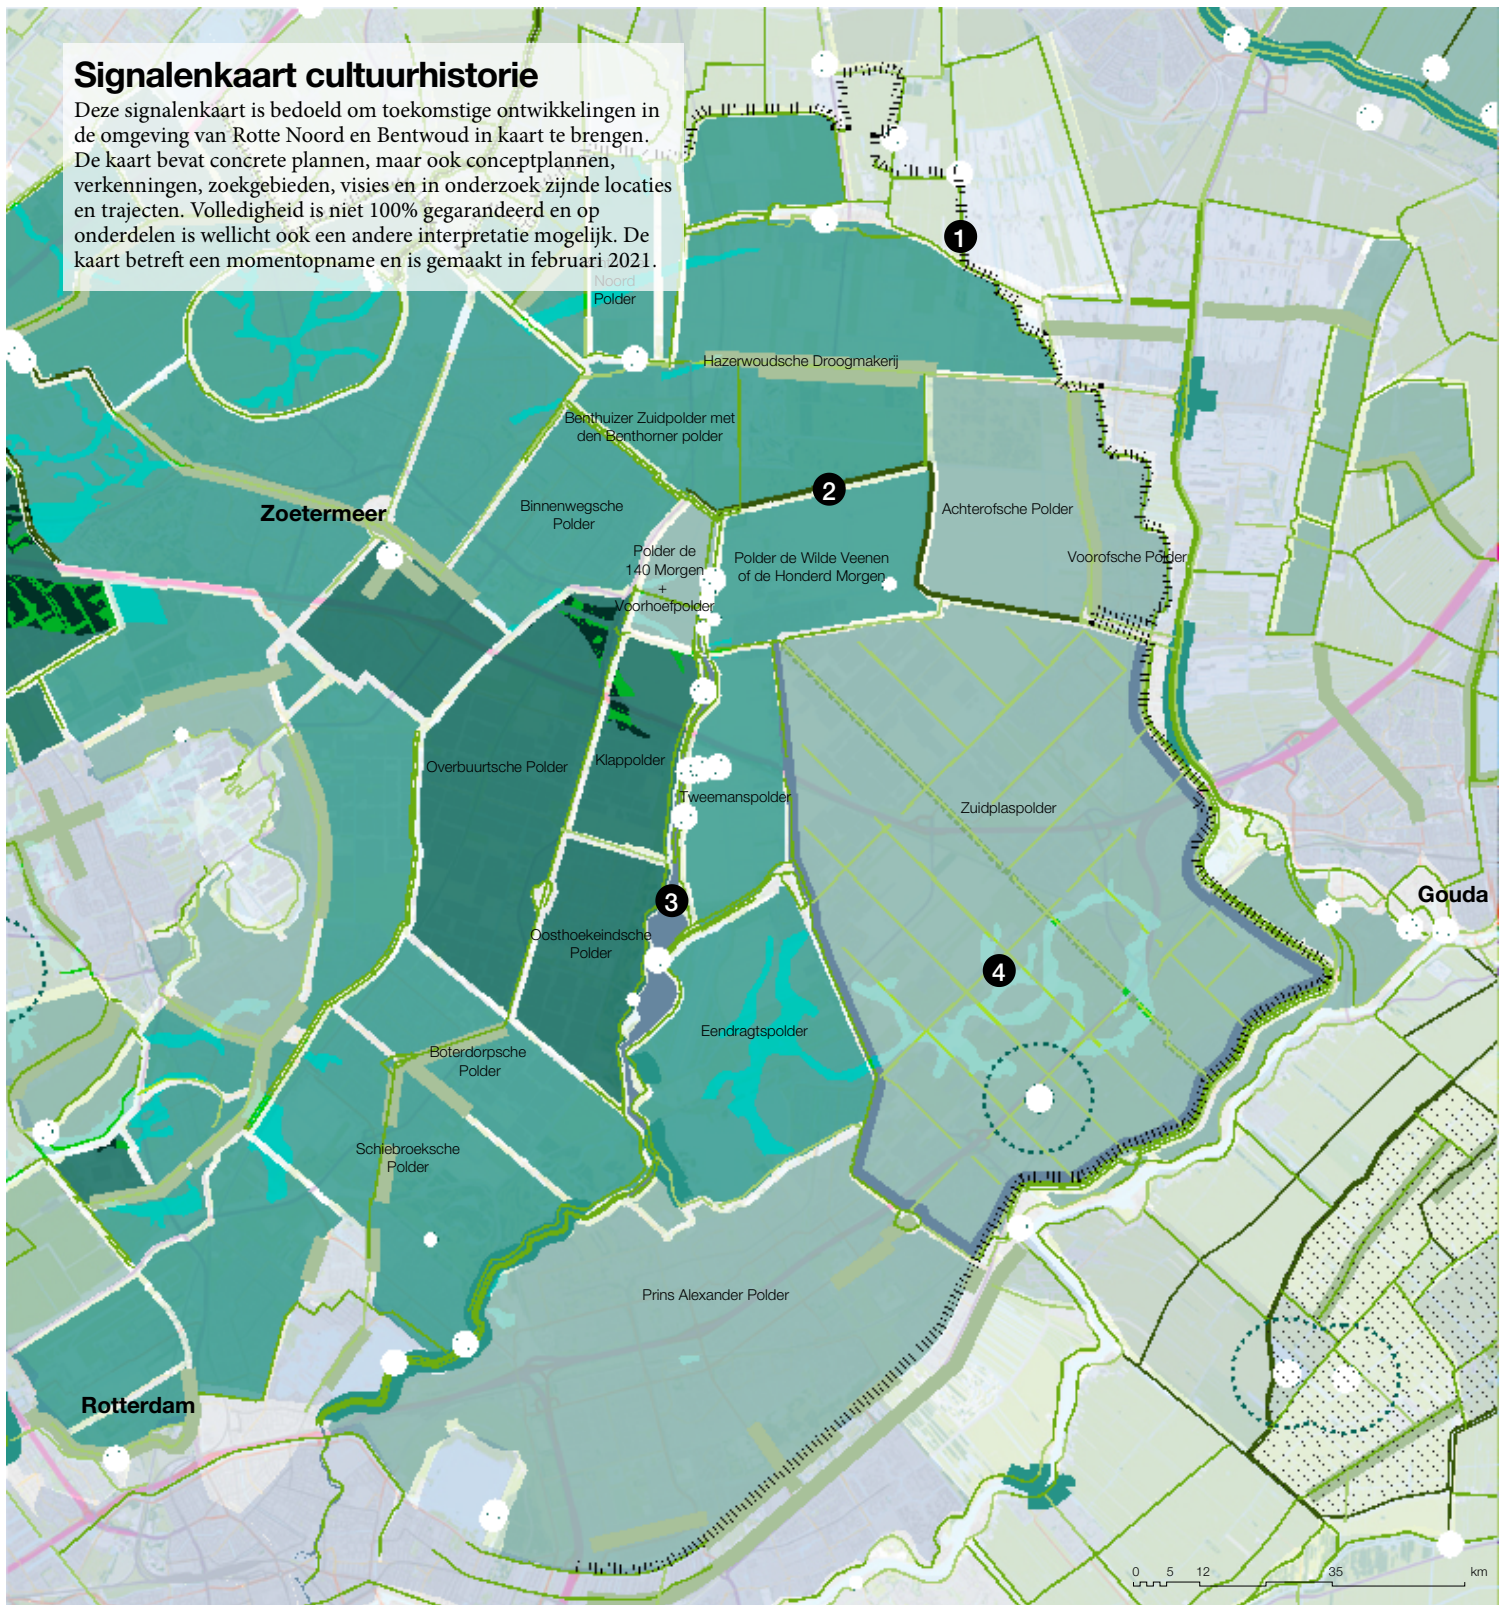 Signalenkaart cultuurhistorie
Deze signalenkaart is bedoeld om toekomstige ontwikkelingen in
de omgeving van Rotte Noord en Bentwoud in kaart te brengen.
De kaart bevat concrete plannen, maar ook conceptplannen,
verkenningen, zoekgebieden, visies en in onderzoek zijnde locaties
en trajecten. Volledigheid is niet 100% gegarandeerd en op
onderdelen is wellicht ook een andere interpretatie mogelijk. De
kaart betreft een momentopname en is gemaakt in februari 2021.
Noord
Polder
1
Hazerwoudsche Droogmakerij
Benthuizer Zuidpolder met
den Benthorner polder
2
Zoetermeer
Binnenwegsche
Polder
Achterofsche Polder
Polder de
140 Morgen
+
Voorhoefpolder
Polder de Wilde Veenen
of de Honderd Morgen
Voorofsche Polder
Overbuurtsche Polder
Klappolder
Tweemanspolder
Zuidplaspolder
3
Gouda
Oosthoekeindsche
Polder
4
Eendragtspolder
Boterdorpsche
Polder
Schiebroeksche
Polder
Prins Alexander Polder
Rotterdam
0 5 12 35 km